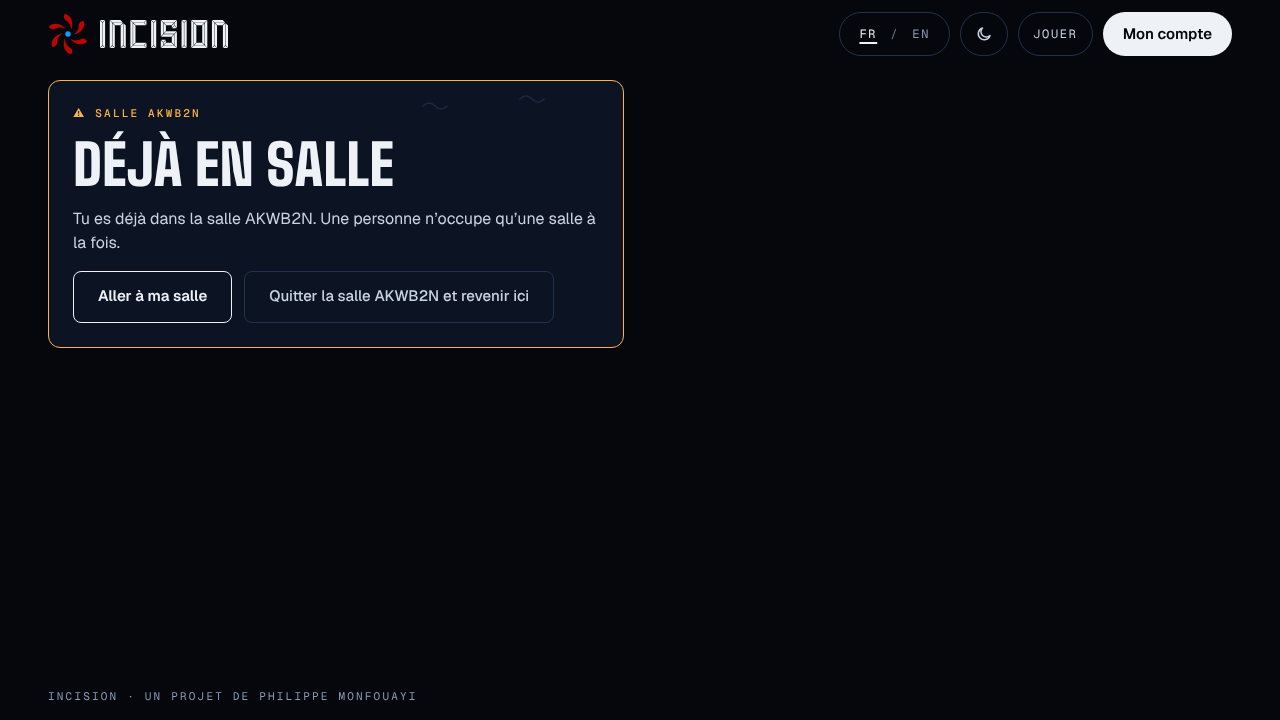 INCISION
FR / EN
JOUER
Mon compte
SALLE AKWB2N
DÉJÀ EN SALLE
Tu es déjà dans la salle AKWB2N. Une personne n’occupe qu’une salle à
la fois.
Aller à ma salle
Quitter la salle AKWB2N et revenir ici
INCISION · UN PROJET DE PHILIPPE MONFOUAYI